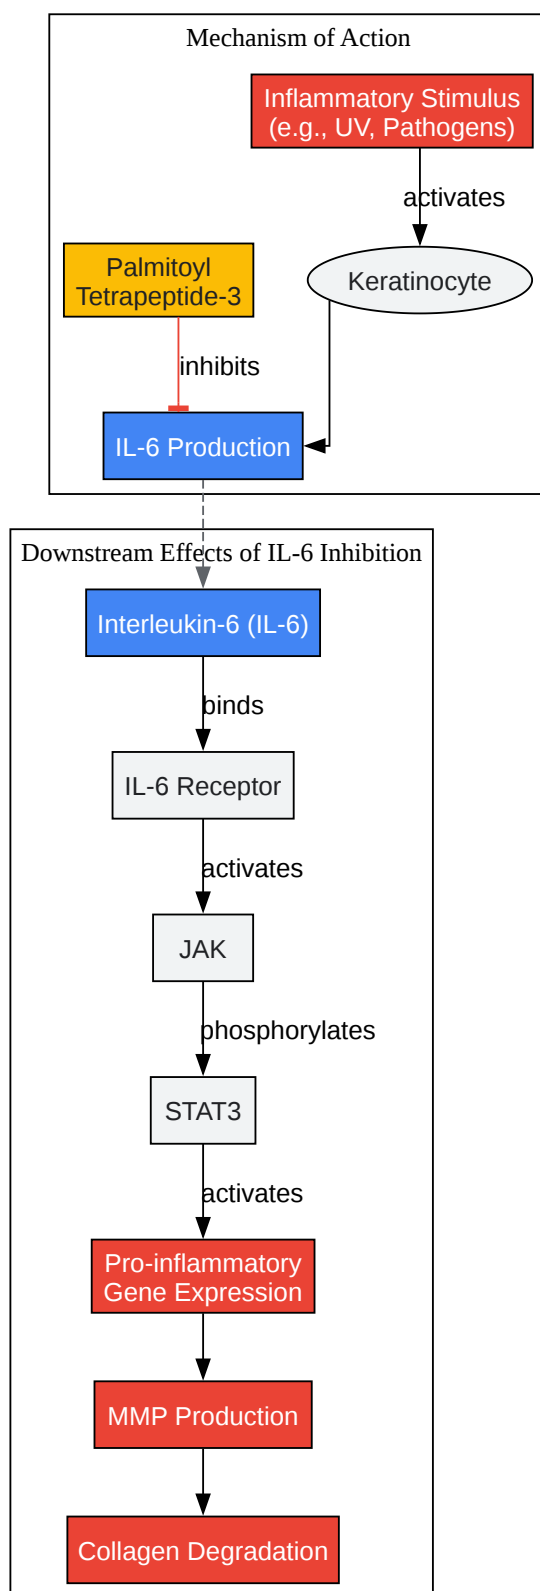 Mechanism of Action
Inflammatory Stimulus
(e.g., UV, Pathogens)
activates
Keratinocyte
Palmitoyl
Tetrapeptide-3
inhibits
IL-6 Production
Downstream Effects of IL-6 Inhibition
Interleukin-6 (IL-6)
binds
IL-6 Receptor
activates
JAK
phosphorylates
STAT3
activates
Pro-inflammatory
Gene Expression
MMP Production
Collagen Degradation